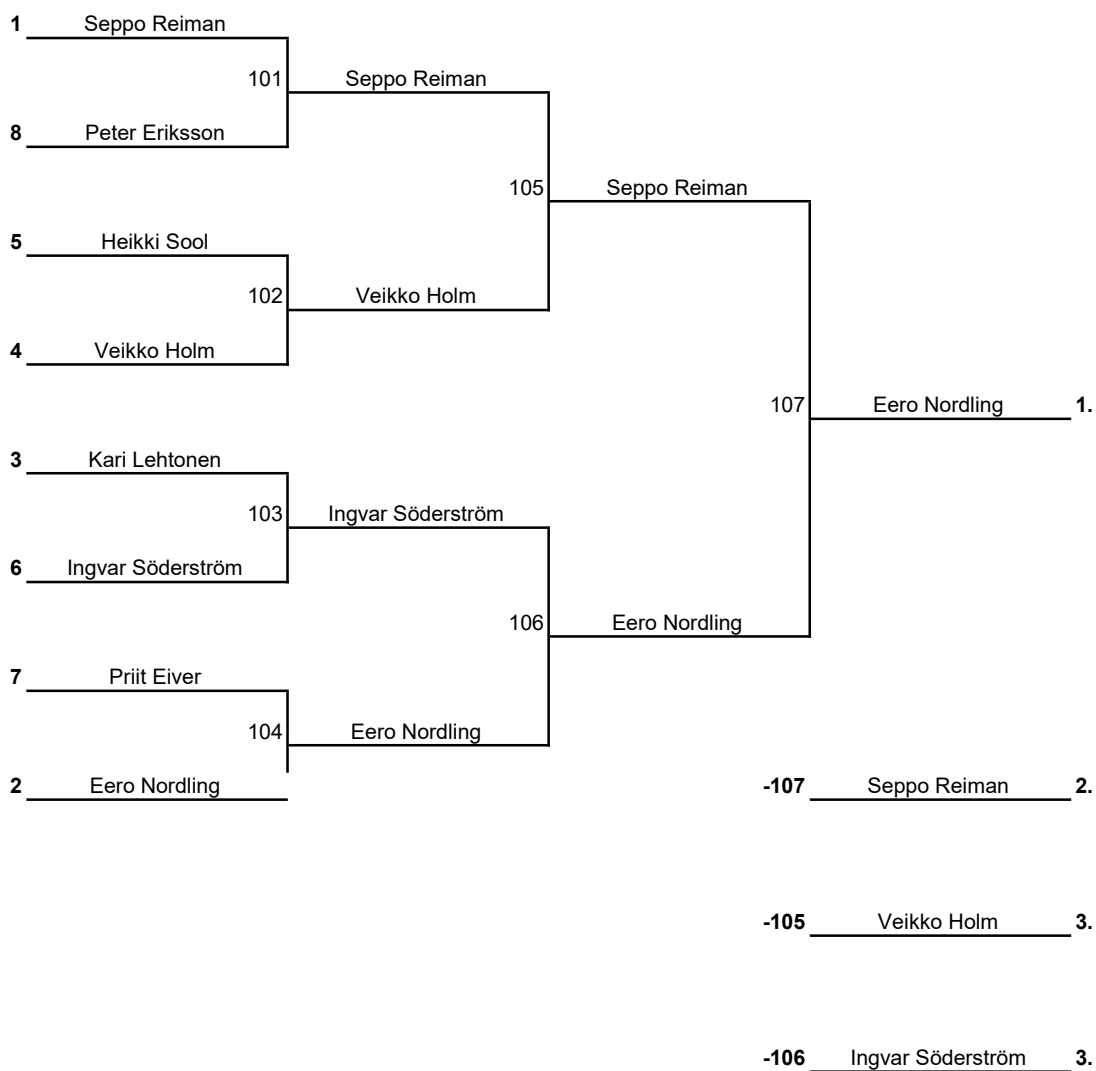 1 Seppo Reiman
101 Seppo Reiman
8 Peter Eriksson
105 Seppo Reiman
5 Heikki Sool
102 Veikko Holm
4 Veikko Holm
107 Eero Nordling 1.
3 Kari Lehtonen
103 Ingvar Söderström
6 Ingvar Söderström
106 Eero Nordling
7 Priit Eiver
104 Eero Nordling
2 Eero Nordling -107 Seppo Reiman 2.
-105 Veikko Holm 3.
-106 Ingvar Söderström 3.